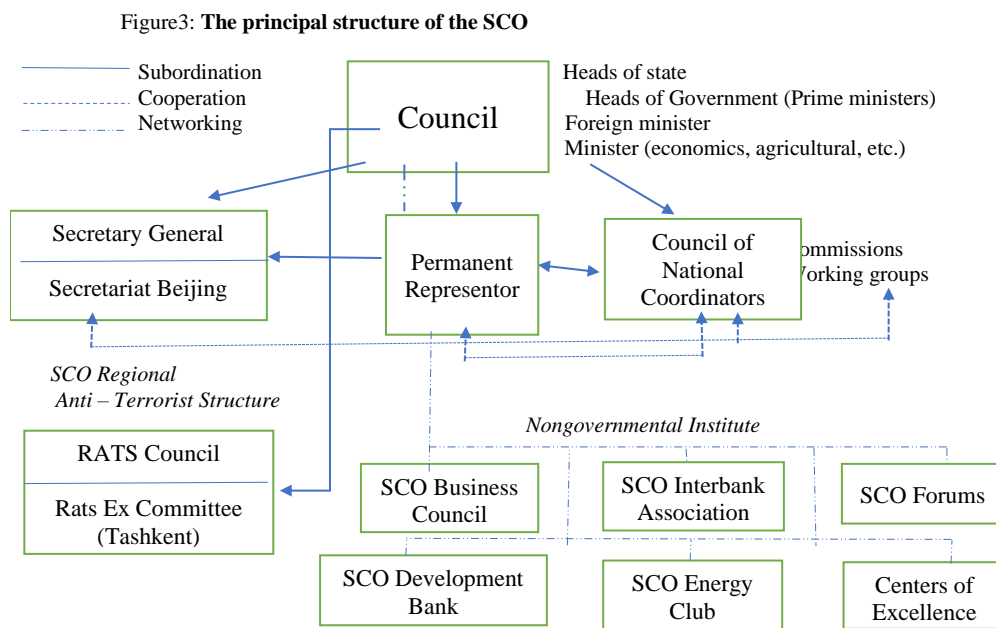 Figure3: The principal structure of the SCO
Subordination
Cooperation
Networking
Council
Heads of state
Heads of Government (Prime ministers)
Foreign minister
Minister (economics, agricultural, etc.)
Secretary General
Secretariat Beijing
Permanent
Representor
Council of
National
Coordinators
ommissions
orking groups
SCO Regional
Anti – Terrorist Structure
RATS Council
Rats Ex Committee
(Tashkent)
Nongovernmental Institute
SCO Business
Council
SCO Interbank
Association
SCO Forums
SCO Development
Bank
SCO Energy
Club
Centers of
Excellence